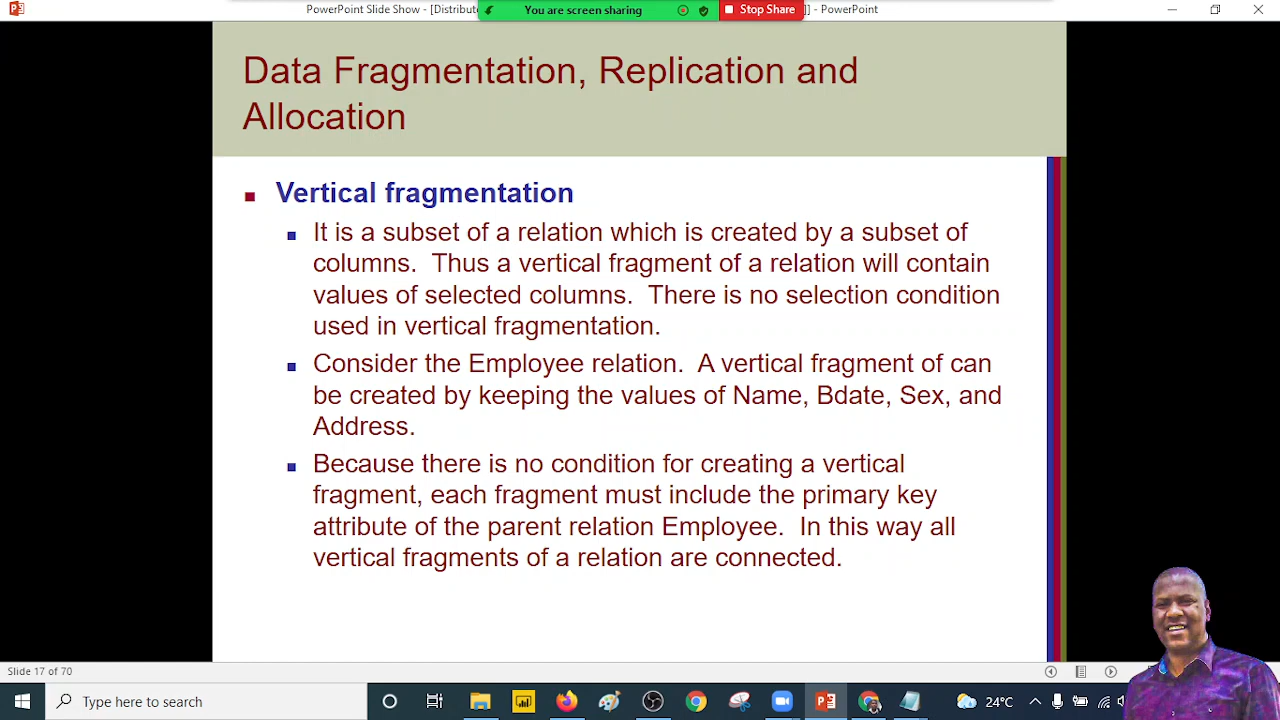 PowerPoint Slide Show - [Distribut
You are screen sharing
Stop Share
]] - PowerPoint
Data Fragmentation, Replication and
Allocation
Vertical fragmentation
It is a subset of a relation which is created by a subset of
columns. Thus a vertical fragment of a relation will contain
values of selected columns. There is no selection condition
used in vertical fragmentation.
Consider the Employee relation. A vertical fragment of can
be created by keeping the values of Name, Bdate, Sex, and
Address.
Because there is no condition for creating a vertical
fragment, each fragment must include the primary key
attribute of the parent relation Employee. In this way all
vertical fragments of a relation are connected.
Slide 17 of 70
Type here to search
24°C